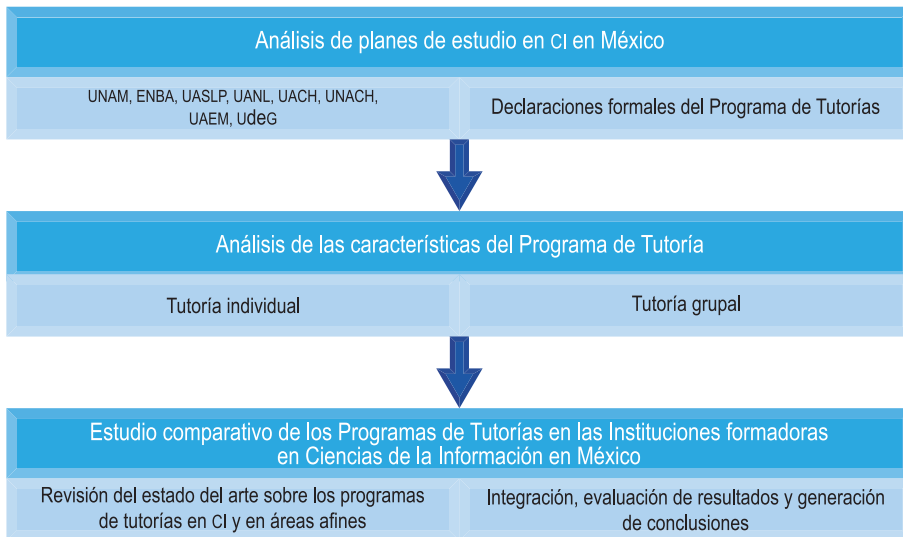 Análisis de planes de estudio en CI en México
UNAM, ENBA, UASLP, UANL, UACH, UNACH,
UAEM, UdeG
Declaraciones formales del Programa de Tutorías
Análisis de las características del Programa de Tutoría
Tutoría individual
Tutoría grupal
Estudio comparativo de los Programas de Tutorías en las Instituciones formadoras
en Ciencias de la Información en México
Revisión del estado del arte sobre los programas
de tutorías en CI y en áreas afines
Integración, evaluación de resultados y generación
de conclusiones